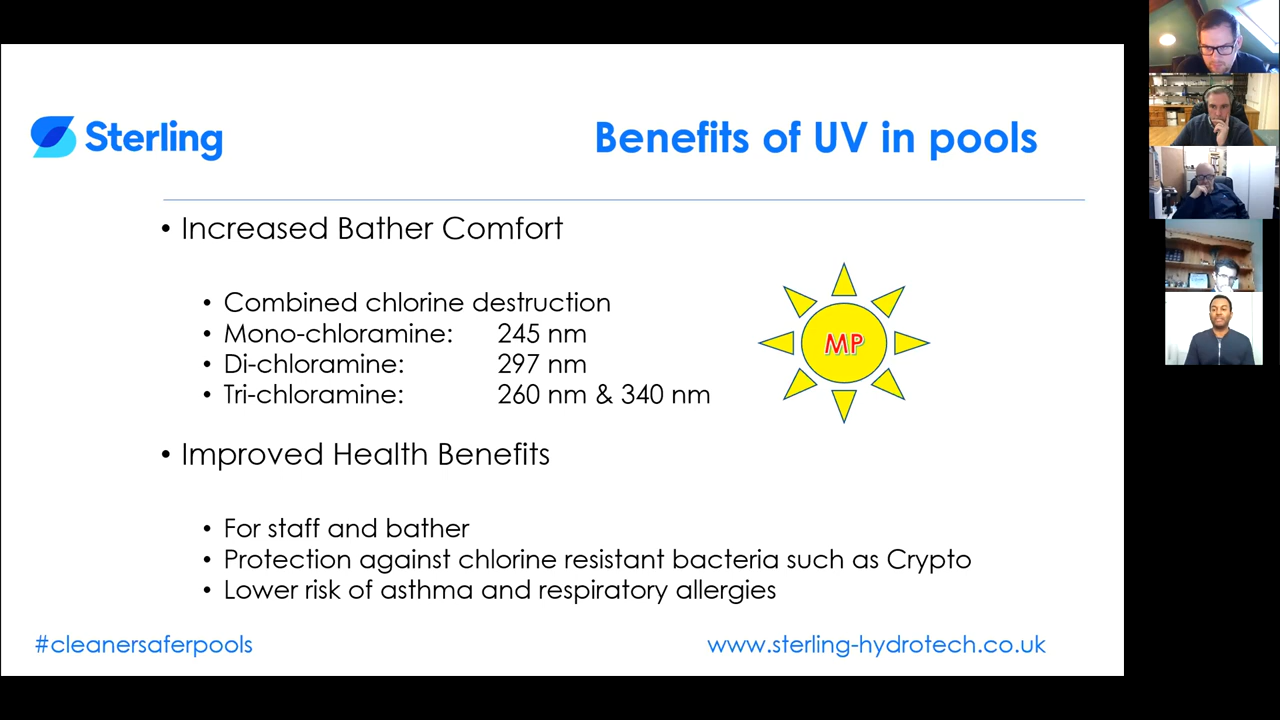 Sterling
Benefits of UV in pools
• Increased Bather Comfort
• Combined chlorine destruction
• Mono-chloramine: 245 nm
• Di-chloramine: 297 nm
• Tri-chloramine: 260 nm & 340 nm
MP
• Improved Health Benefits
• For staff and bather
• Protection against chlorine resistant bacteria such as Crypto
• Lower risk of asthma and respiratory allergies
#cleanersaferpools
www.sterling-hydrotech.co.uk